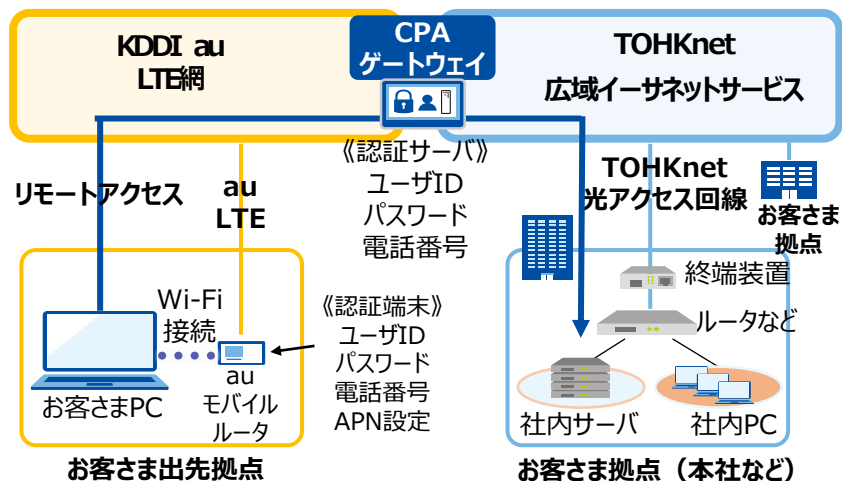 KDDI au
LTE網
CPA
ゲートウェイ
TOHKnet
広域イーサネットサービス
《認証サーバ》
ユーザID
パスワード
電話番号
リモートアクセス
au
LTE
TOHKnet
光アクセス回線
お客さま
拠点
Wi-Fi
接続
お客さまPC
au
モバイル
ルータ
《認証端末》
ユーザID
パスワード
電話番号
APN設定
終端装置
ルータなど
社内サーバ
社内PC
お客さま出先拠点
お客さま拠点（本社など）